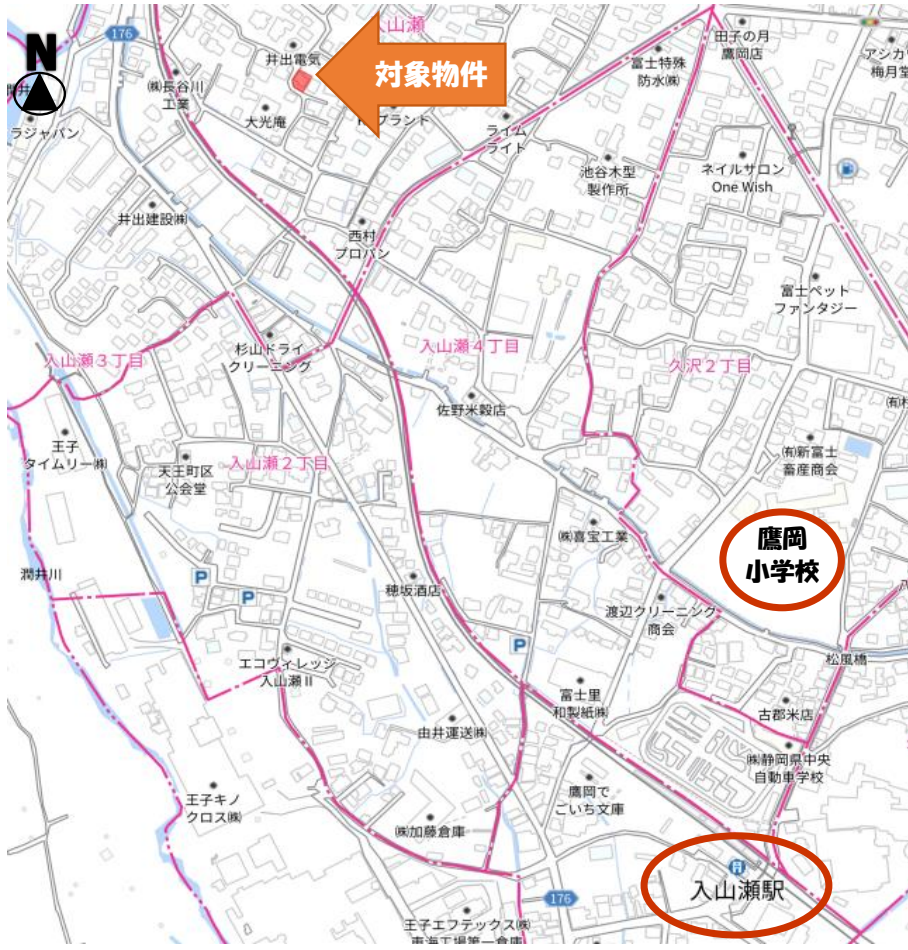 176
入山瀬
N
井出電気
対象物件
田子の月
鷹岡店
富士特殊
防水㈱
アシカ
梅月堂
㈱長谷川
工業
大光庵
プラント
ラジャパン
ライム
ライト
池谷木型
製作所
ネイルサロン
One Wish
井出建設㈱
西村
プロパン
富士ペット
ファンタジー
杉山ドライ
クリーニング
入山瀬4丁目
入山瀬3丁目
久沢2丁目
佐野米穀店
王子
タイムリー㈱
天王町区
公会堂
入山瀬2丁目
㈲新富士
畜産商会
㈱喜宝工業
鷹岡
小学校
潤井川
P
穂坂酒店
P
渡辺クリーニング
商会
P
松風橋
エコヴィレッジ
入山瀬Ⅱ
富士里
和製紙㈱
古郡米店
由井運送㈱
㈱静岡県中央
自動車学校
王子キノ
クロス㈱
鷹岡で
ごいち文庫
㈱加藤倉庫
入山瀬駅
176
王子エフテックス㈱
東海工場第一倉庫